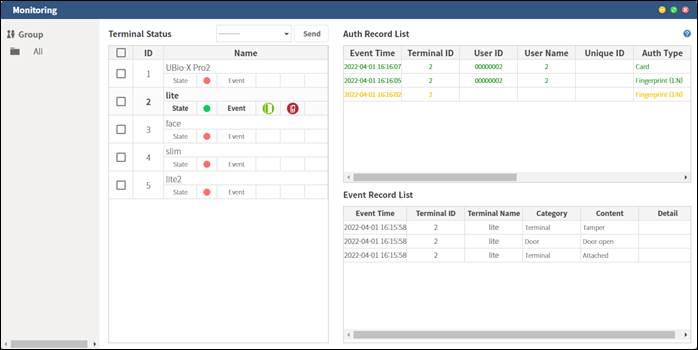 Monitoring
Group
All
Terminal Status
--------- Send
ID Name
1 UBio-X Pro2
State Event
2 lite
State Event
3 face
State Event
4 slim
State Event
5 lite2
State Event
Auth Record List
?
Event Time Terminal ID User ID User Name Unique ID Auth Type
2022-04-01 16:16:07 2 00000002 2 Card
2022-04-01 16:16:05 2 00000002 2 Fingerprint (1:N)
2022-04-01 16:16:02 2 Fingerprint (1:N)
Event Record List
Event Time Terminal ID Terminal Name Category Content Detail
2022-04-01 16:15:58 2 lite Terminal Tamper
2022-04-01 16:15:58 2 lite Door Door open
2022-04-01 16:15:58 2 lite Terminal Attached